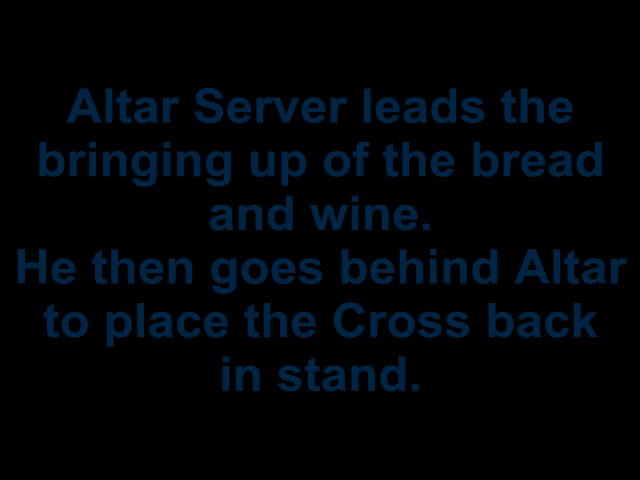 Altar Server leads the
bringing up of the bread
and wine.
He then goes behind Altar
to place the Cross back
in stand.